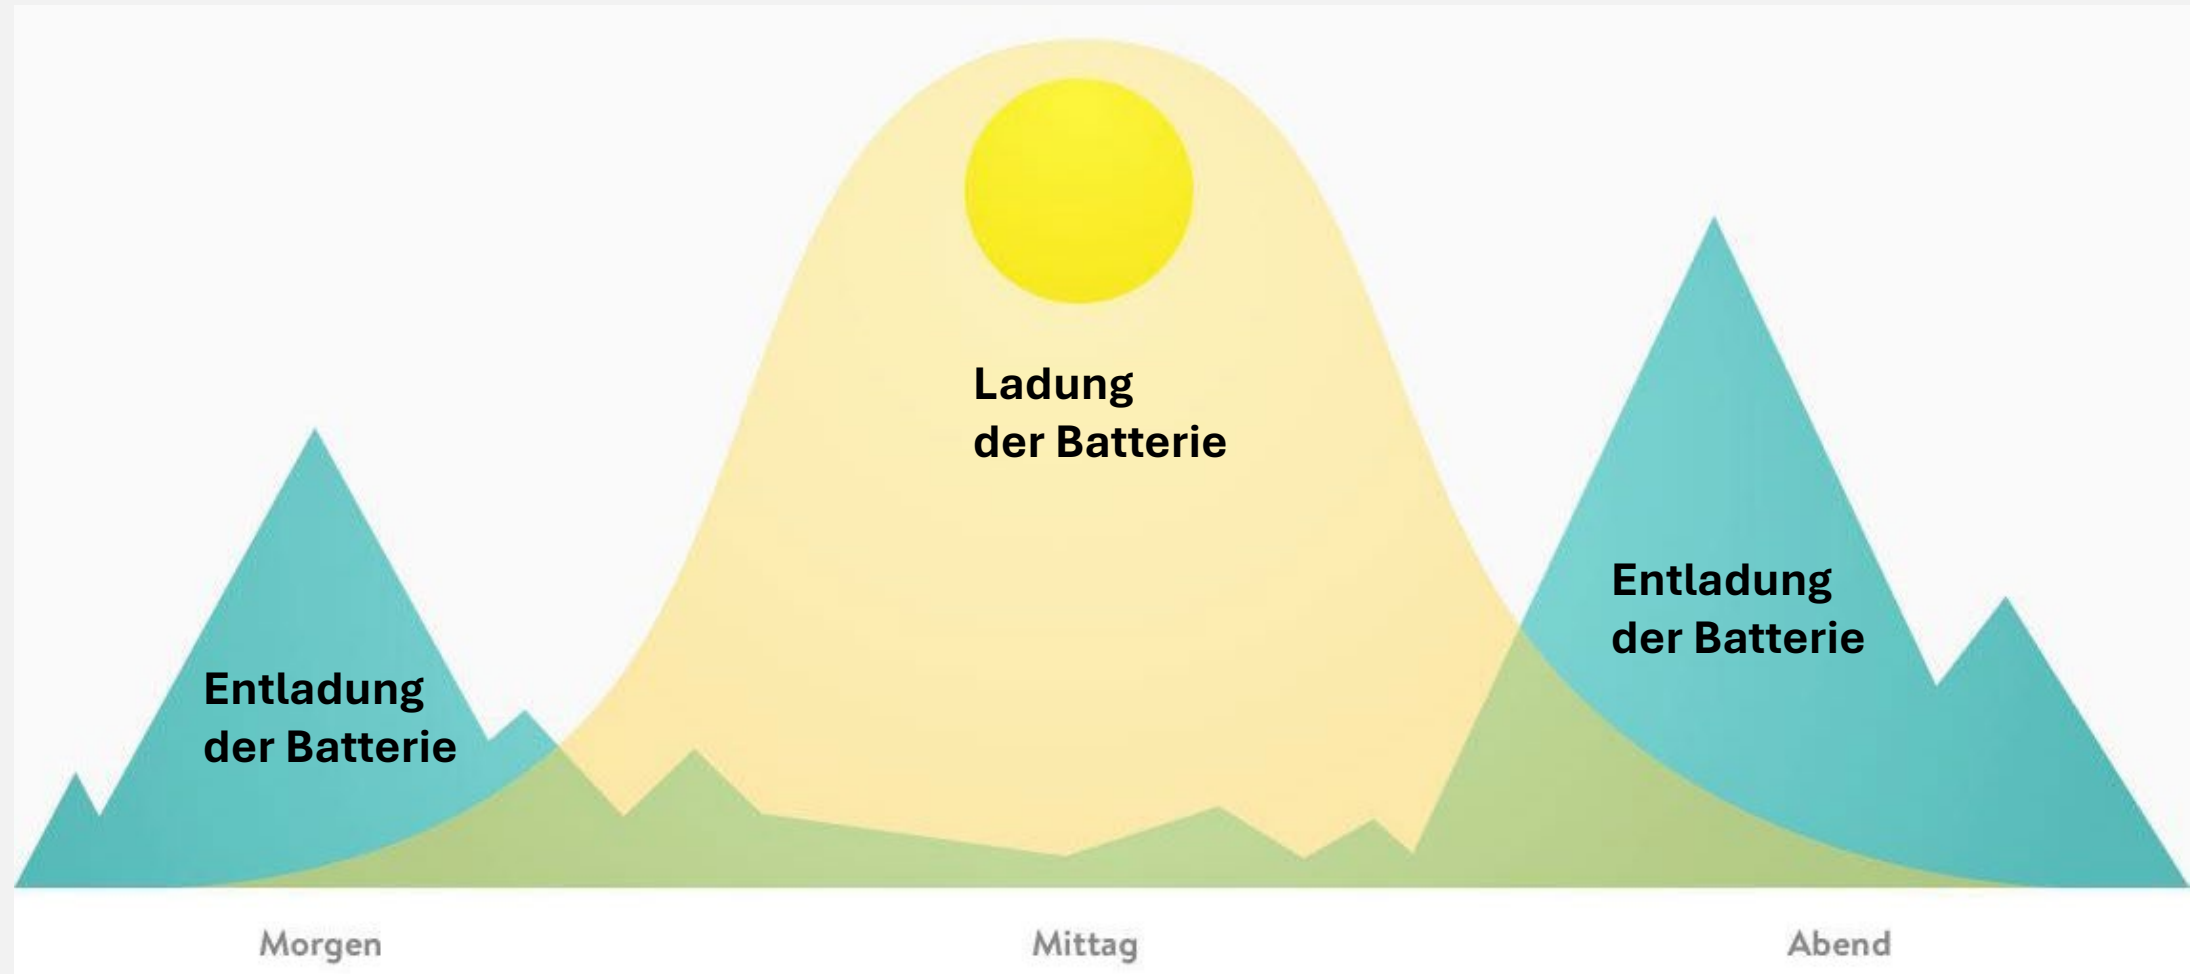 Ladung
der Batterie
Entladung
der Batterie
Entladung
der Batterie
Morgen
Mittag
Abend